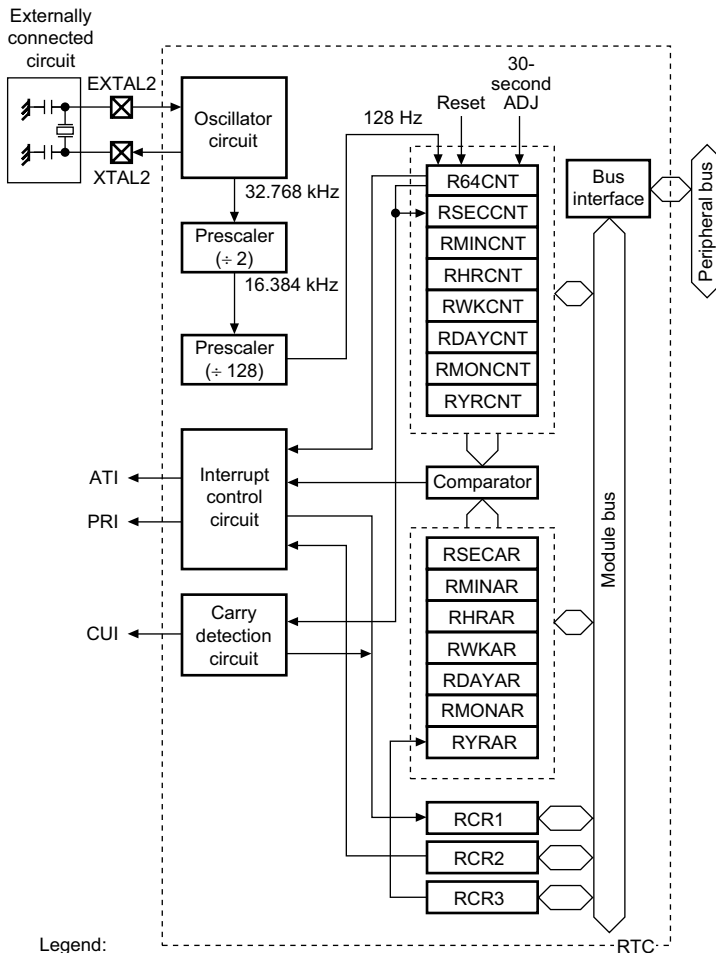 Externally
connected
circuit
EXTAL2
XTAL2
Oscillator
circuit
32.768 kHz
Prescaler
(÷ 2)
16.384 kHz
Prescaler
(÷ 128)
128 Hz
Reset
30-
second
ADJ
R64CNT
RSECCNT
RMINCNT
RHRCNT
RWKCNT
RDAYCNT
RMONCNT
RYRCNT
Bus
interface
Peripheral bus
ATI
PRI
Interrupt
control
circuit
Comparator
Module bus
CUI
Carry
detection
circuit
RSECAR
RMINAR
RHRAR
RWKAR
RDAYAR
RMONAR
RYRAR
RCR1
RCR2
RCR3
Legend:
RTC